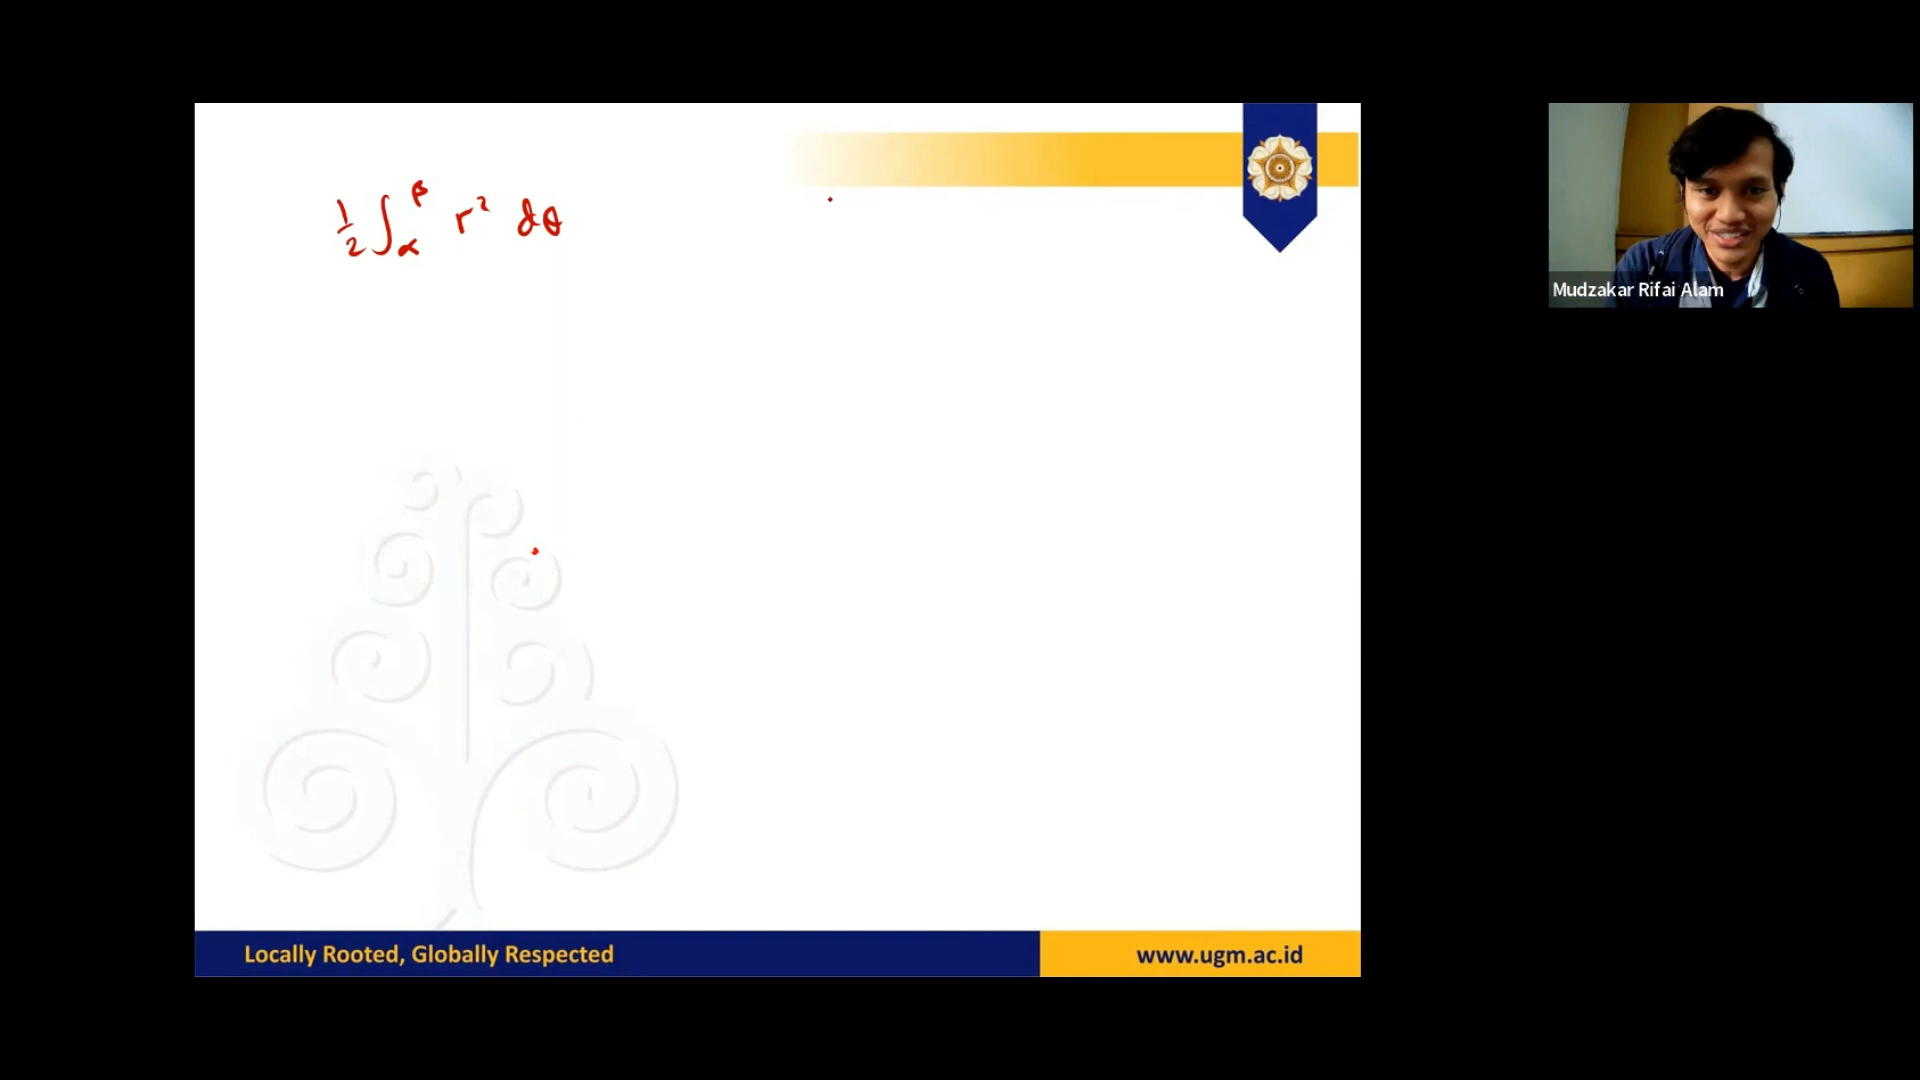 ½ ∫_α^β r² dθ
Mudzakar Rifai Alam
Locally Rooted, Globally Respected
www.ugm.ac.id